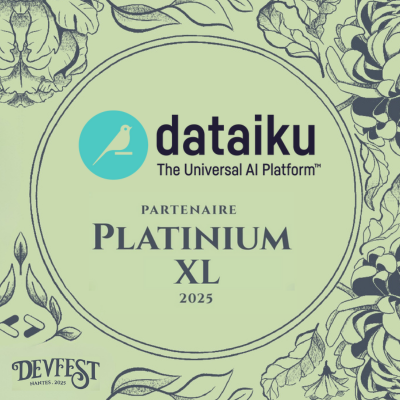 dataiku
The Universal AI Platform™
PARTENAIRE
PLATINIUM
XL
2025
DEVFEST
NANTES . 2025